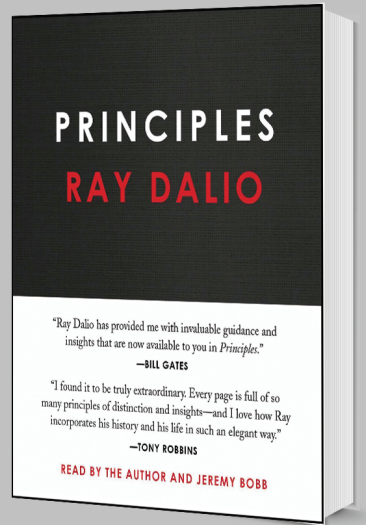 PRINCIPLES
RAY DALIO
“Ray Dalio has provided me with invaluable guidance and
insights that are now available to you in Principles.”
—BILL GATES
“I found it to be truly extraordinary. Every page is full of so
many principles of distinction and insights—and I love how Ray
incorporates his history and his life in such an elegant way.”
—TONY ROBBINS
READ BY THE AUTHOR AND JEREMY BOBB